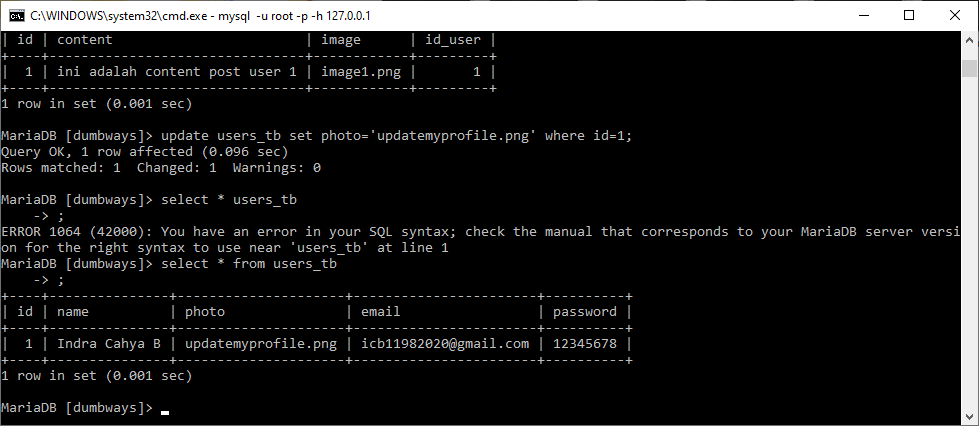 C:\WINDOWS\system32\cmd.exe - mysql  -u root -p -h 127.0.0.1
| id | content                        | image      | id_user |
+----+--------------------------------+------------+---------+
|  1 | ini adalah content post user 1 | image1.png |       1 |
+----+--------------------------------+------------+---------+
1 row in set (0.001 sec)
MariaDB [dumbways]> update users_tb set photo='updatemyprofile.png' where id=1;
Query OK, 1 row affected (0.096 sec)
Rows matched: 1  Changed: 1  Warnings: 0
MariaDB [dumbways]> select * users_tb
    -> ;
ERROR 1064 (42000): You have an error in your SQL syntax; check the manual that corresponds to your MariaDB server versi
on for the right syntax to use near 'users_tb' at line 1
MariaDB [dumbways]> select * from users_tb
    -> ;
+----+---------------+---------------------+-----------------------+----------+
| id | name          | photo               | email                 | password |
+----+---------------+---------------------+-----------------------+----------+
|  1 | Indra Cahya B | updatemyprofile.png | icb11982020@gmail.com | 12345678 |
+----+---------------+---------------------+-----------------------+----------+
1 row in set (0.001 sec)
MariaDB [dumbways]>